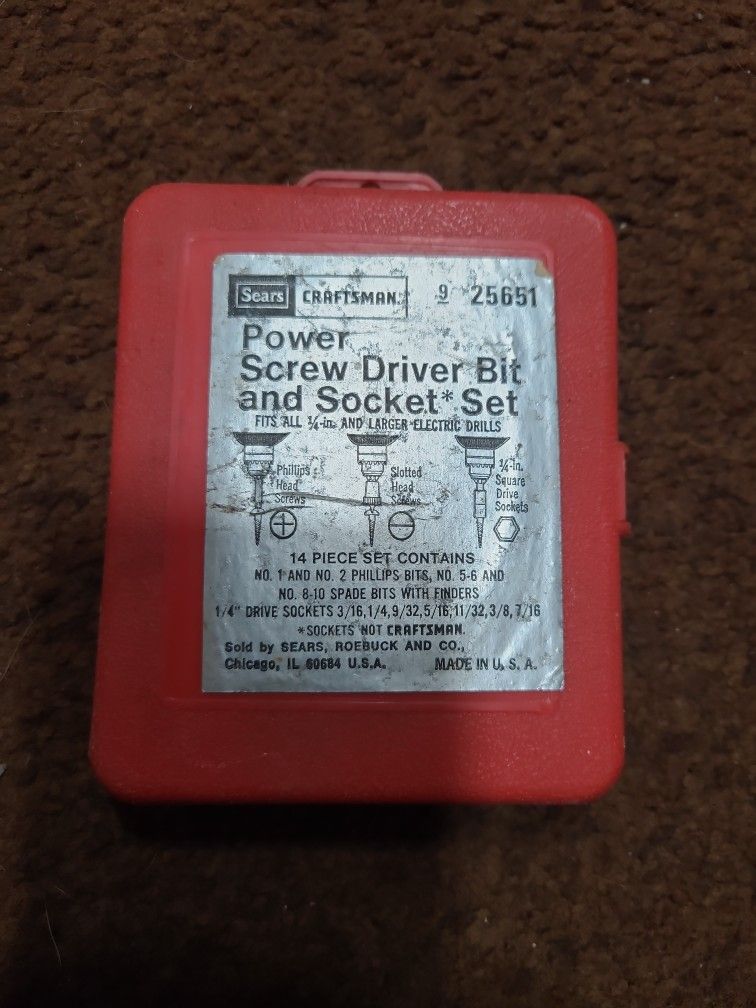 Sears CRAFTSMAN. 9 25651
Power
Screw Driver Bit
and Socket* Set
FITS ALL 1/4-in. AND LARGER ELECTRIC DRILLS
Phillips
Head
Screws
Slotted
Head
Screws
1/4-In.
Square
Drive
Sockets
14 PIECE SET CONTAINS
NO. 1 AND NO. 2 PHILLIPS BITS, NO. 5-6 AND
NO. 8-10 SPADE BITS WITH FINDERS
1/4" DRIVE SOCKETS 3/16,1/4,9/32,5/16,11/32,3/8,7/16
*SOCKETS NOT CRAFTSMAN.
Sold by SEARS, ROEBUCK AND CO.,
Chicago, IL 60684 U.S.A. MADE IN U. S. A.